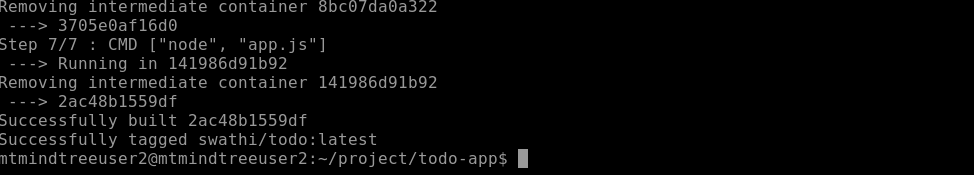 Removing intermediate container 8bc07da0a322
 ---> 3705e0af16d0
Step 7/7 : CMD ["node", "app.js"]
 ---> Running in 141986d91b92
Removing intermediate container 141986d91b92
 ---> 2ac48b1559df
Successfully built 2ac48b1559df
Successfully tagged swathi/todo:latest
mtmindtreeuser2@mtmindtreeuser2:~/project/todo-app$